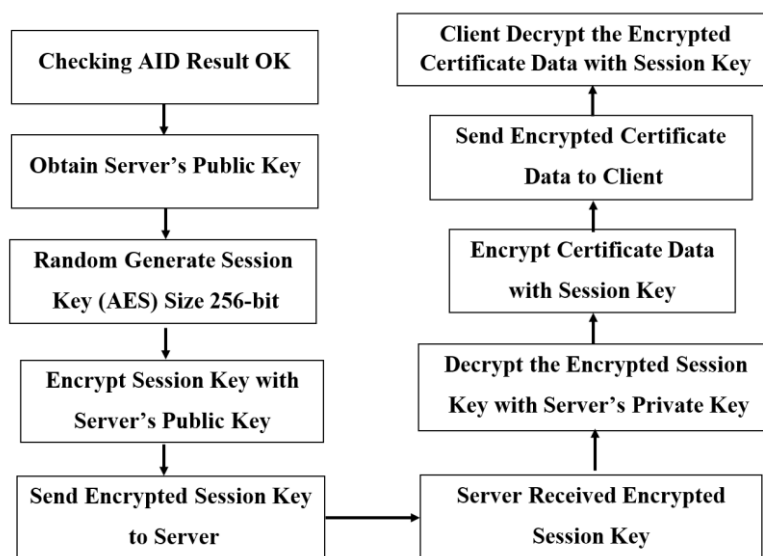 Checking AID Result OK
Obtain Server's Public Key
Random Generate Session
Key (AES) Size 256-bit
Encrypt Session Key with
Server's Public Key
Send Encrypted Session Key
to Server
Server Received Encrypted
Session Key
Decrypt the Encrypted Session
Key with Server's Private Key
Encrypt Certificate Data
with Session Key
Send Encrypted Certificate
Data to Client
Client Decrypt the Encrypted
Certificate Data with Session Key